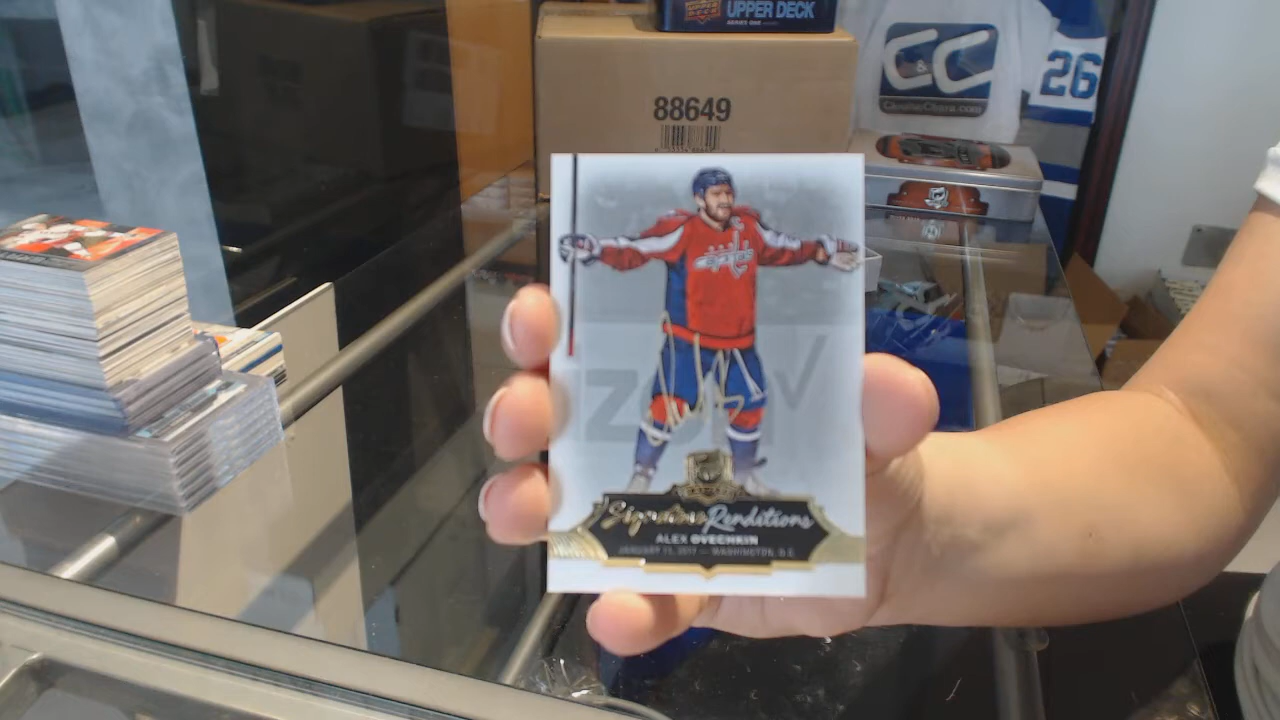 UPPER DECK
88649
26
Signature Renditions
ALEX OVECHKIN
JANUARY 11, 2017 — WASHINGTON, D.C.